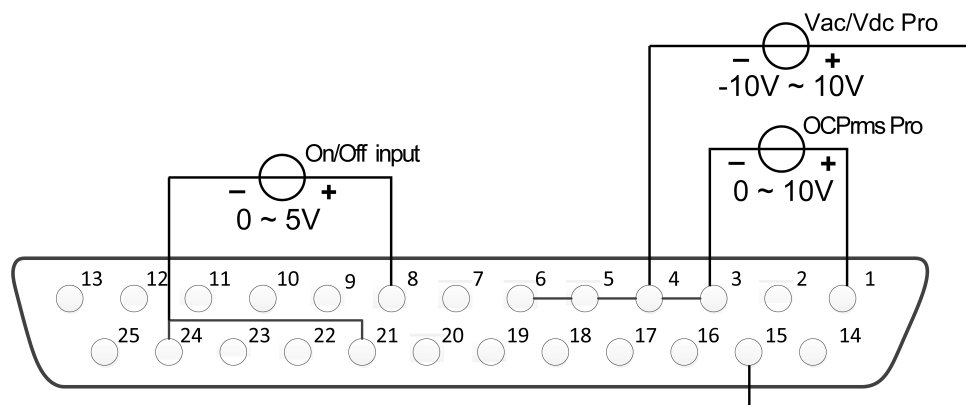 Vac/Vdc Pro
− +
-10V ~ 10V
OCPrms Pro
− +
0 ~ 10V
On/Off input
− +
0 ~ 5V
13 12 11 10 9 8 7 6 5 4 3 2 1
25 24 23 22 21 20 19 18 17 16 15 14